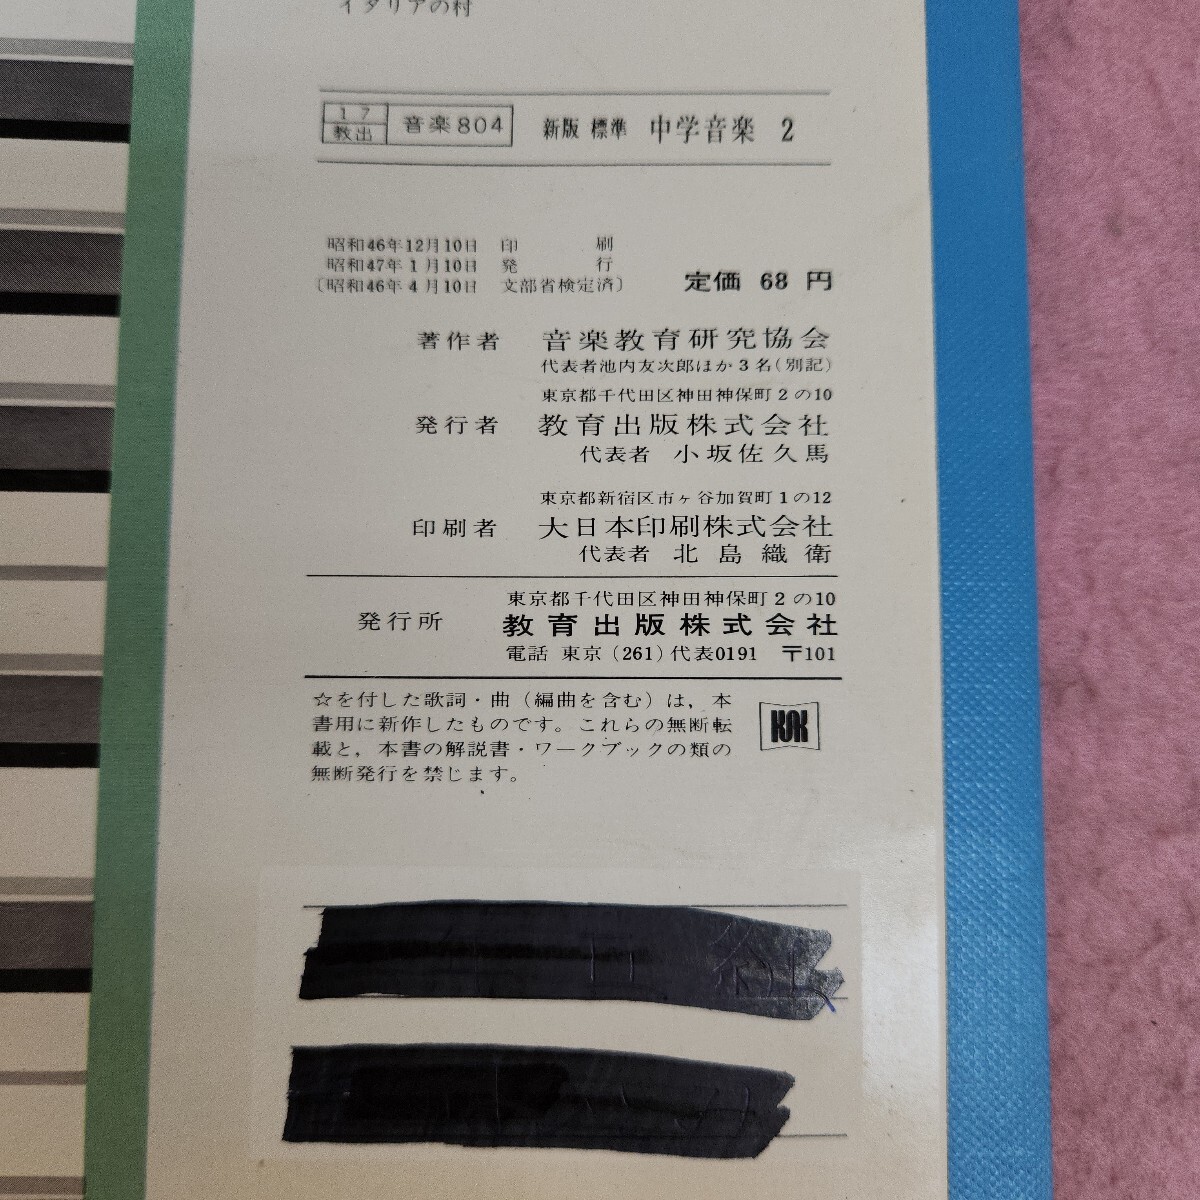 イタリアの村
17
教出
音楽804
新版 標準 中学音楽 2
昭和46年12月10日 印刷
昭和47年1月10日 発行
〔昭和46年4月10日 文部省検定済〕
定価 68 円
著作者 音楽教育研究協会
代表者池内友次郎ほか3名(別記)
東京都千代田区神田神保町2の10
発行者 教育出版株式会社
代表者 小坂佐久馬
東京都新宿区市ヶ谷加賀町1の12
印刷者 大日本印刷株式会社
代表者 北島織衛
東京都千代田区神田神保町2の10
発行所 教育出版株式会社
電話 東京(261)代表0191 〒101
☆を付した歌詞・曲(編曲を含む)は，本
書用に新作したものです。これらの無断転
載と，本書の解説書・ワークブックの類の
無断発行を禁じます。